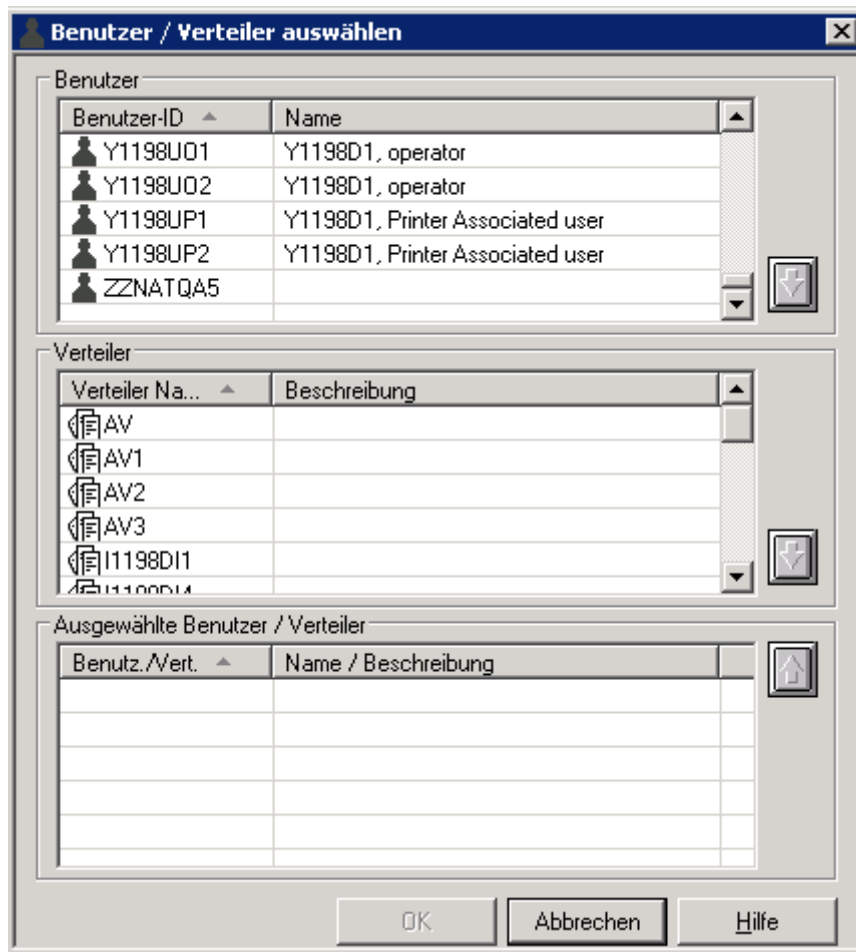 Benutzer / Verteiler auswählen
Benutzer
Benutzer-ID Name
Y1198UO1 Y1198D1, operator
Y1198UO2 Y1198D1, operator
Y1198UP1 Y1198D1, Printer Associated user
Y1198UP2 Y1198D1, Printer Associated user
ZZNATQA5
Verteiler
Verteiler Na... Beschreibung
AV
AV1
AV2
AV3
I1198DI1
Ausgewählte Benutzer / Verteiler
Benutz./Vert. Name / Beschreibung
OK Abbrechen Hilfe